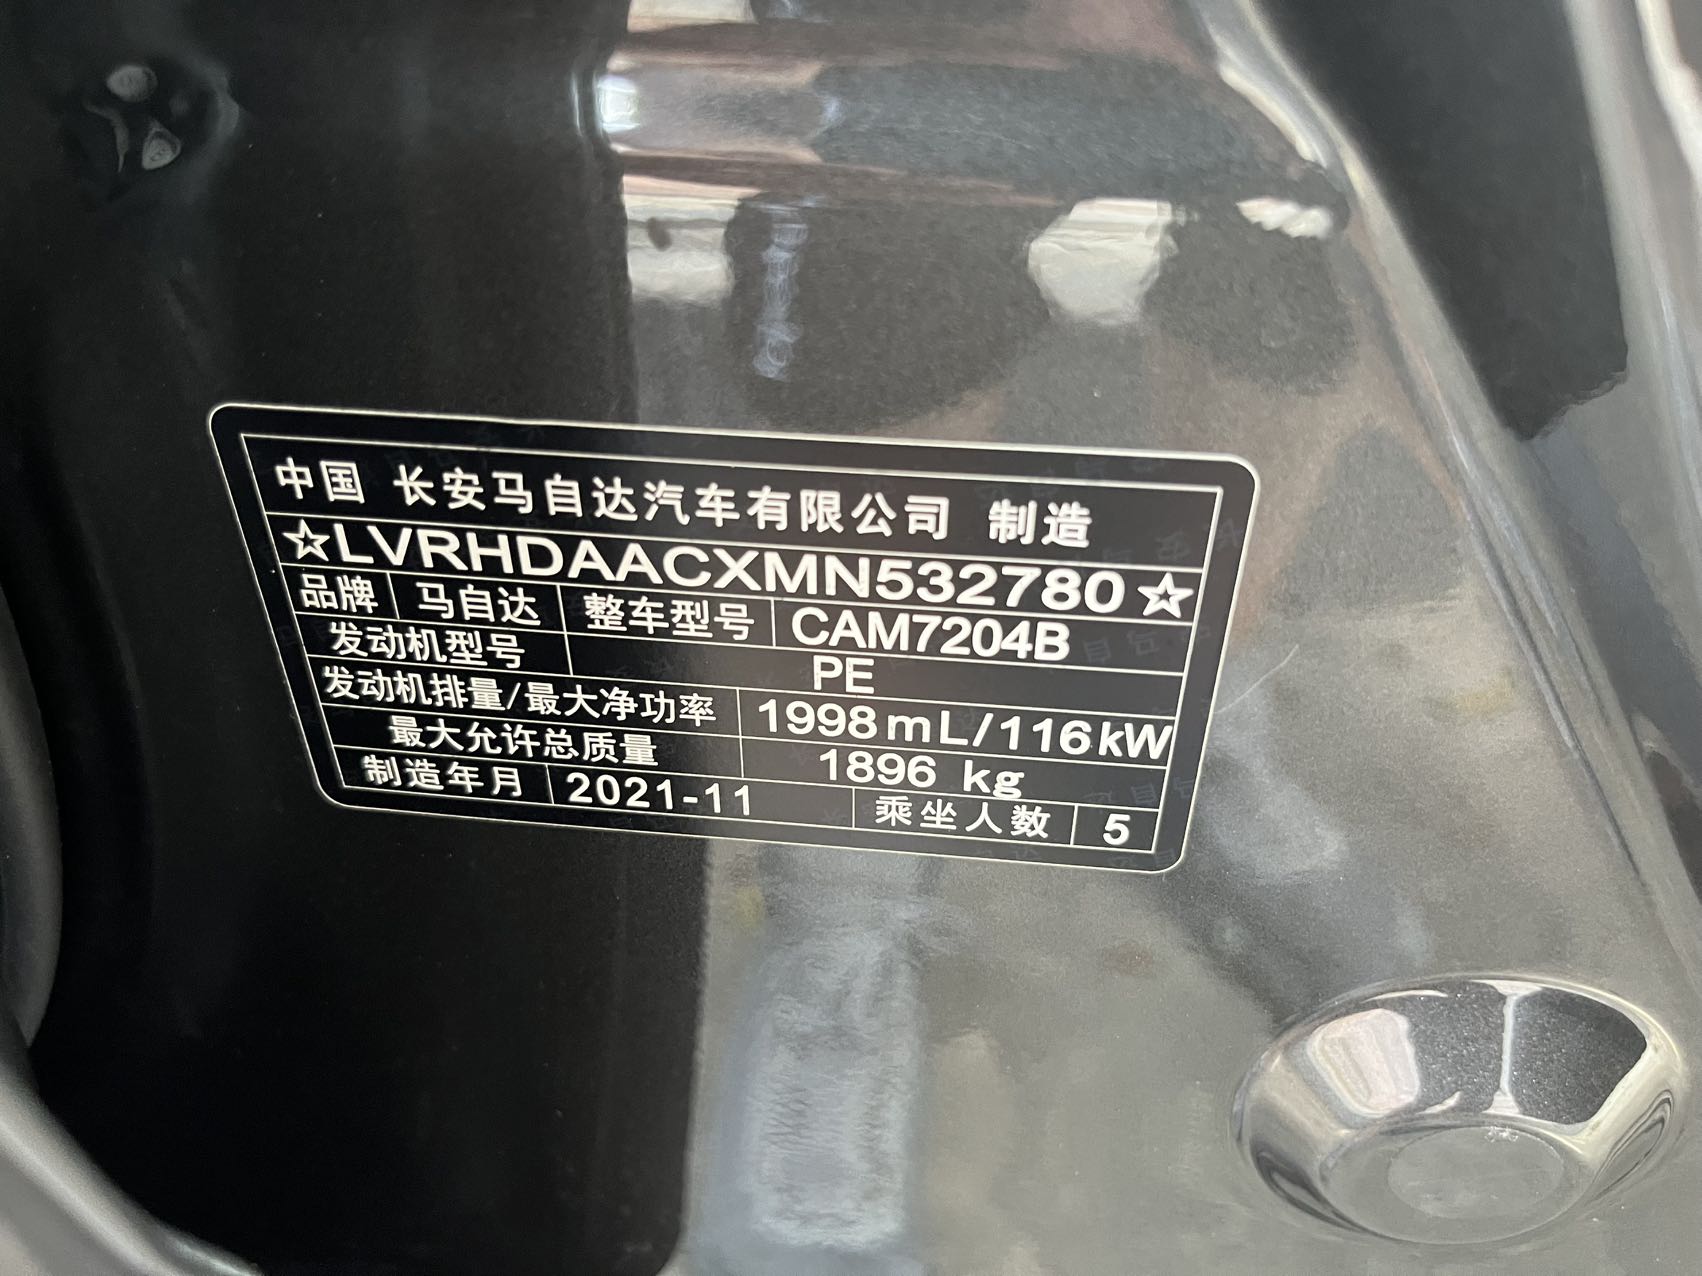 中国 长安马自达汽车有限公司 制造
☆LVRHDAACXMN532780☆
品牌 马自达 整车型号 CAM7204B
发动机型号 PE
发动机排量/最大净功率 1998mL/116kW
最大允许总质量 1896 kg
制造年月 2021-11 乘坐人数 5